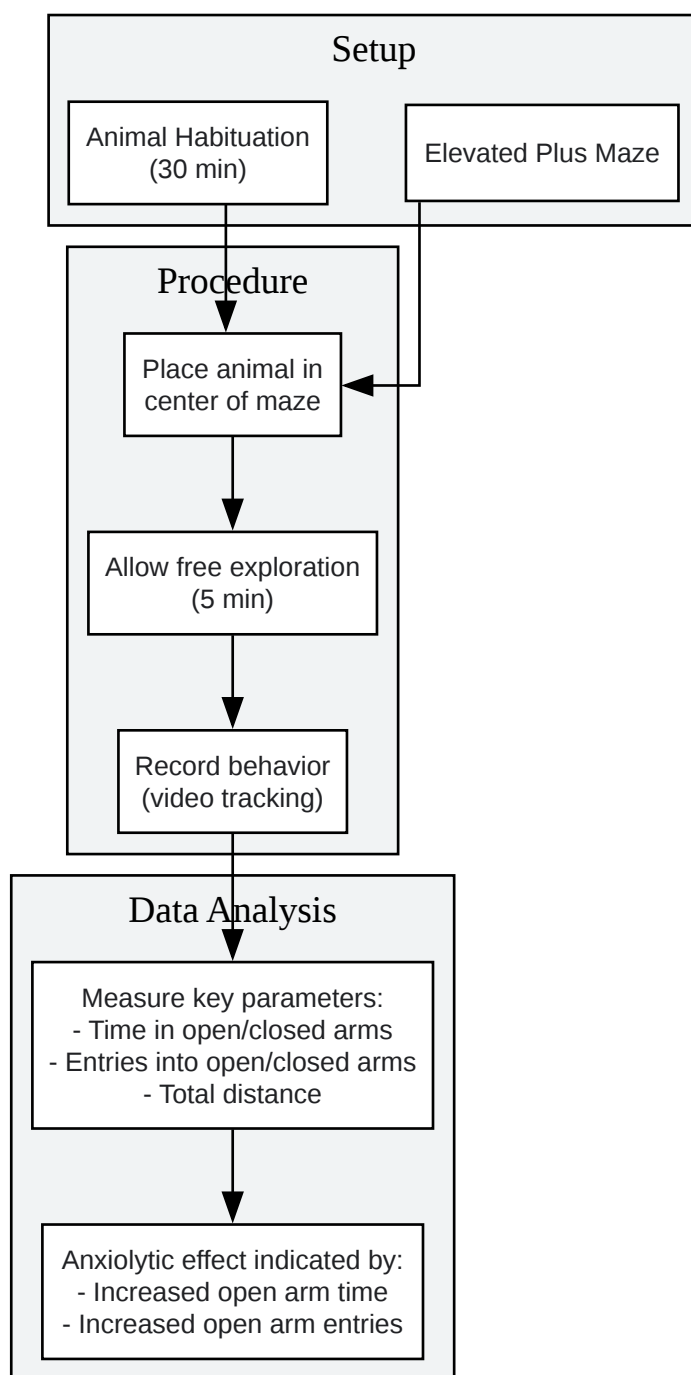 Setup
Animal Habituation
(30 min)
Elevated Plus Maze
Procedure
Place animal in
center of maze
Allow free exploration
(5 min)
Record behavior
(video tracking)
Data Analysis
Measure key parameters:
- Time in open/closed arms
- Entries into open/closed arms
- Total distance
Anxiolytic effect indicated by:
- Increased open arm time
- Increased open arm entries